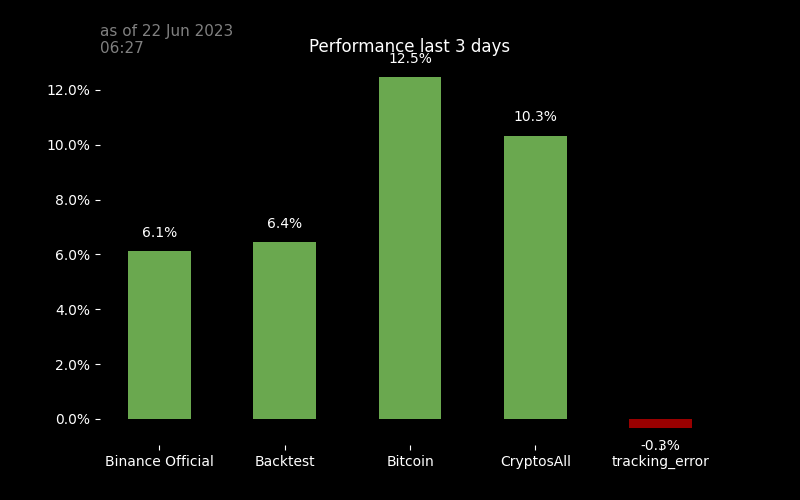 as of 22 Jun 2023
06:27
Performance last 3 days
12.5%
12.0%
10.3%
10.0%
8.0%
6.4%
6.1%
6.0%
4.0%
2.0%
0.0%
-0.3%
Binance Official
Backtest
Bitcoin
CryptosAll
tracking_error